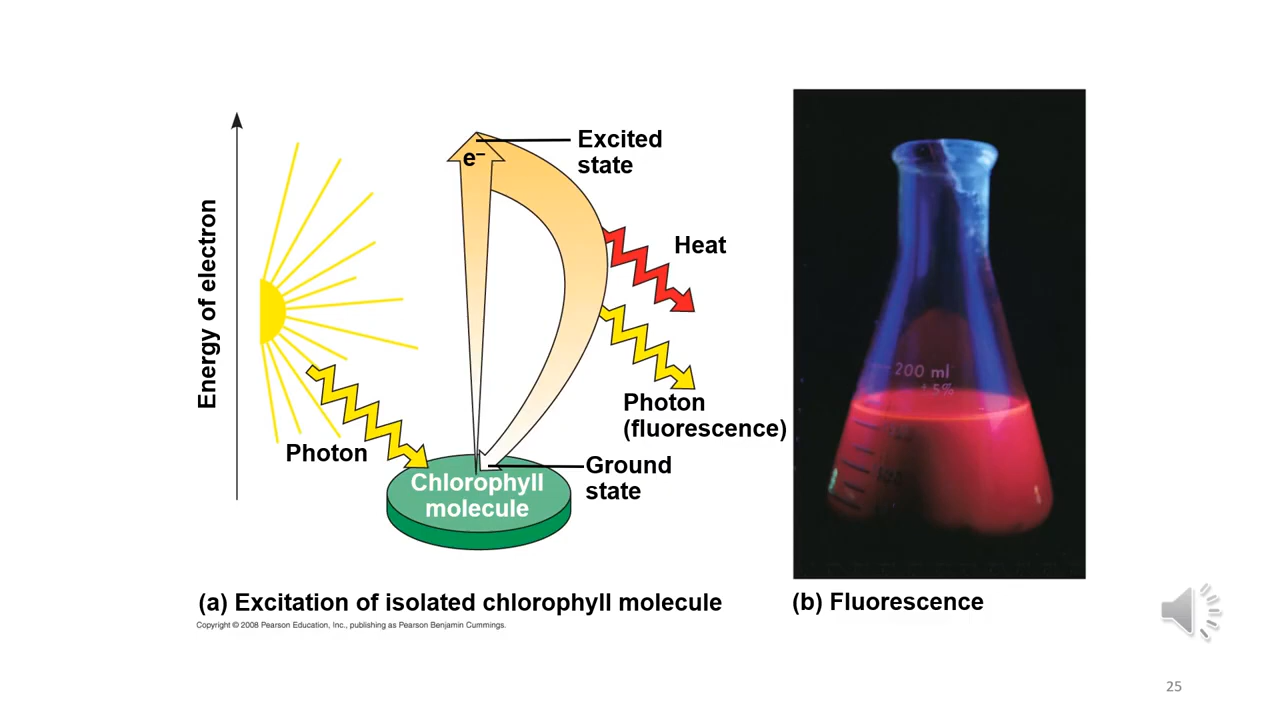 Energy of electron
Excited
state
e–
Heat
Photon
(fluorescence)
Photon
Ground
state
Chlorophyll
molecule
200 ml
± 5%
(a) Excitation of isolated chlorophyll molecule
(b) Fluorescence
Copyright © 2008 Pearson Education, Inc., publishing as Pearson Benjamin Cummings.
25